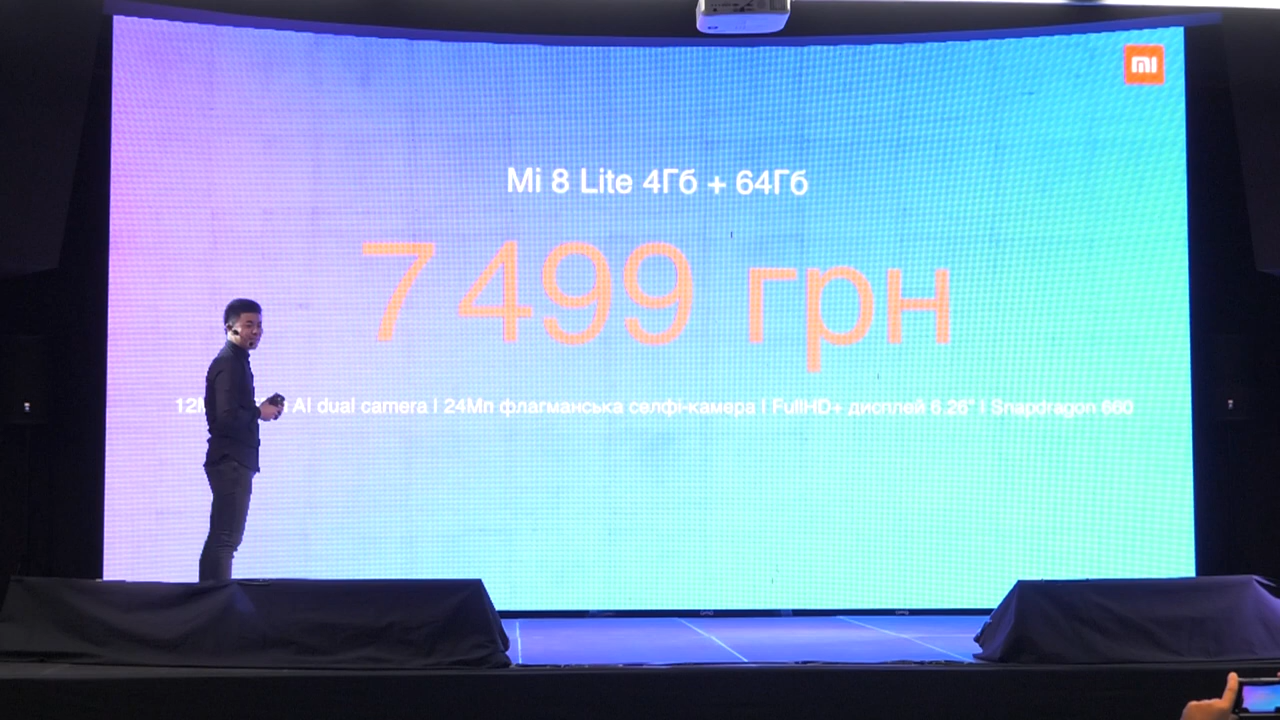 mi
Mi 8 Lite 4Гб + 64Гб
7 499 грн
AI dual camera | 24Мп флагманська селфі-камера | FullHD+ дисплей 6.26" | Snapdragon 660